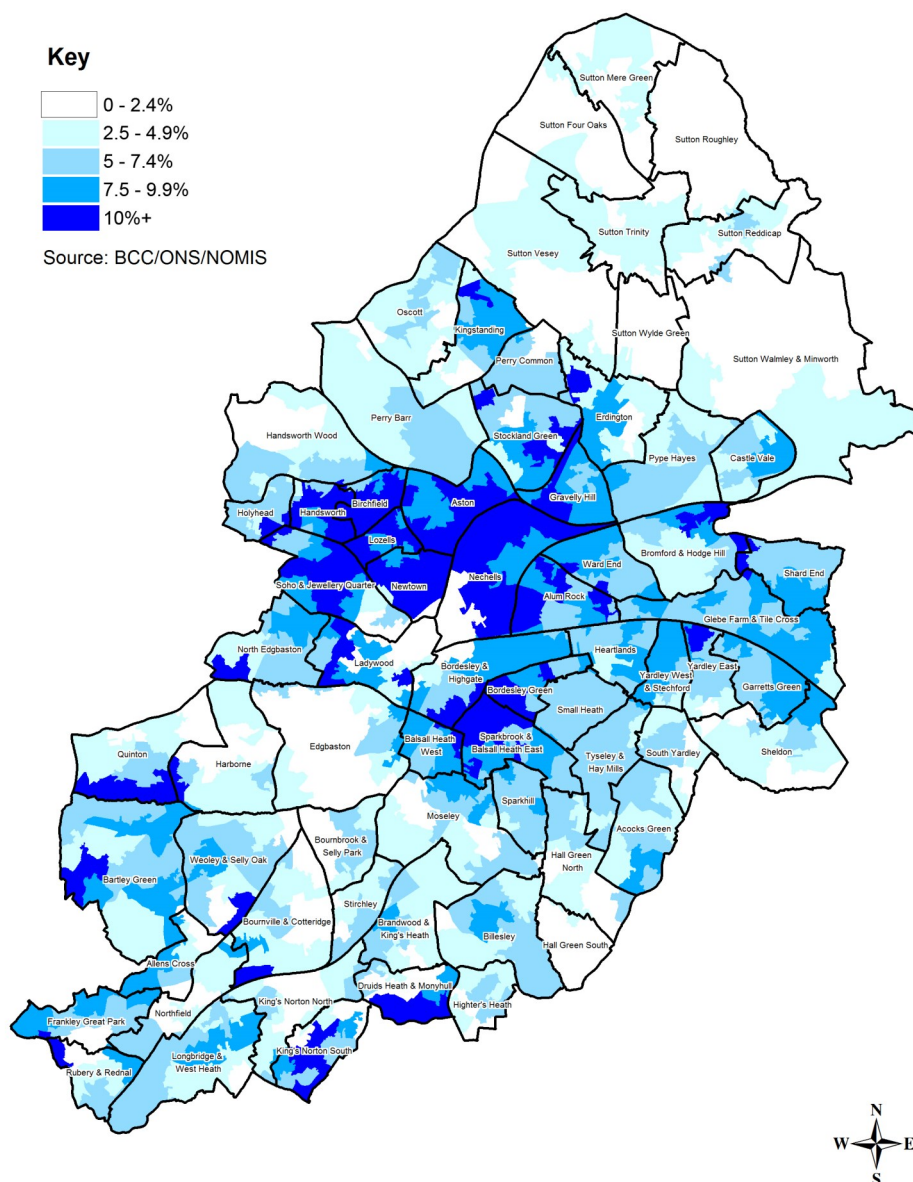 Key
0 - 2.4%
2.5 - 4.9%
5 - 7.4%
7.5 - 9.9%
10%+
Source: BCC/ONS/NOMIS
Sutton Mere Green
Sutton Four Oaks
Sutton Roughley
Sutton Trinity
Sutton Reddicap
Sutton Vesey
Oscott
Kingstanding
Sutton Wylde Green
Perry Common
Sutton Walmley & Minworth
Perry Barr
Erdington
Handsworth Wood
Stockland Green
Pype Hayes
Castle Vale
Gravelly Hill
Holyhead
Handsworth
Birchfield
Aston
Lozells
Bromford & Hodge Hill
Ward End
Shard End
Soho & Jewellery Quarter
Newtown
Nechells
Alum Rock
Glebe Farm & Tile Cross
North Edgbaston
Ladywood
Bordesley &
Highgate
Heartlands
Yardley West
& Stechford
Yardley East
Garretts Green
Bordesley Green
Small Heath
Quinton
Harborne
Edgbaston
Balsall Heath
West
Sparkbrook &
Balsall Heath East
Tyseley &
Hay Mills
South Yardley
Sheldon
Moseley
Sparkhill
Acocks Green
Bournbrook &
Selly Park
Hall Green
North
Weoley & Selly Oak
Bartley Green
Stirchley
Bournville & Cotteridge
Brandwood &
King's Heath
Billesley
Hall Green South
Allens Cross
Druids Heath & Monyhull
Highter's Heath
King's Norton North
Northfield
Frankley Great Park
King's Norton South
Longbridge &
West Heath
Rubery & Rednal
N
W
E
S